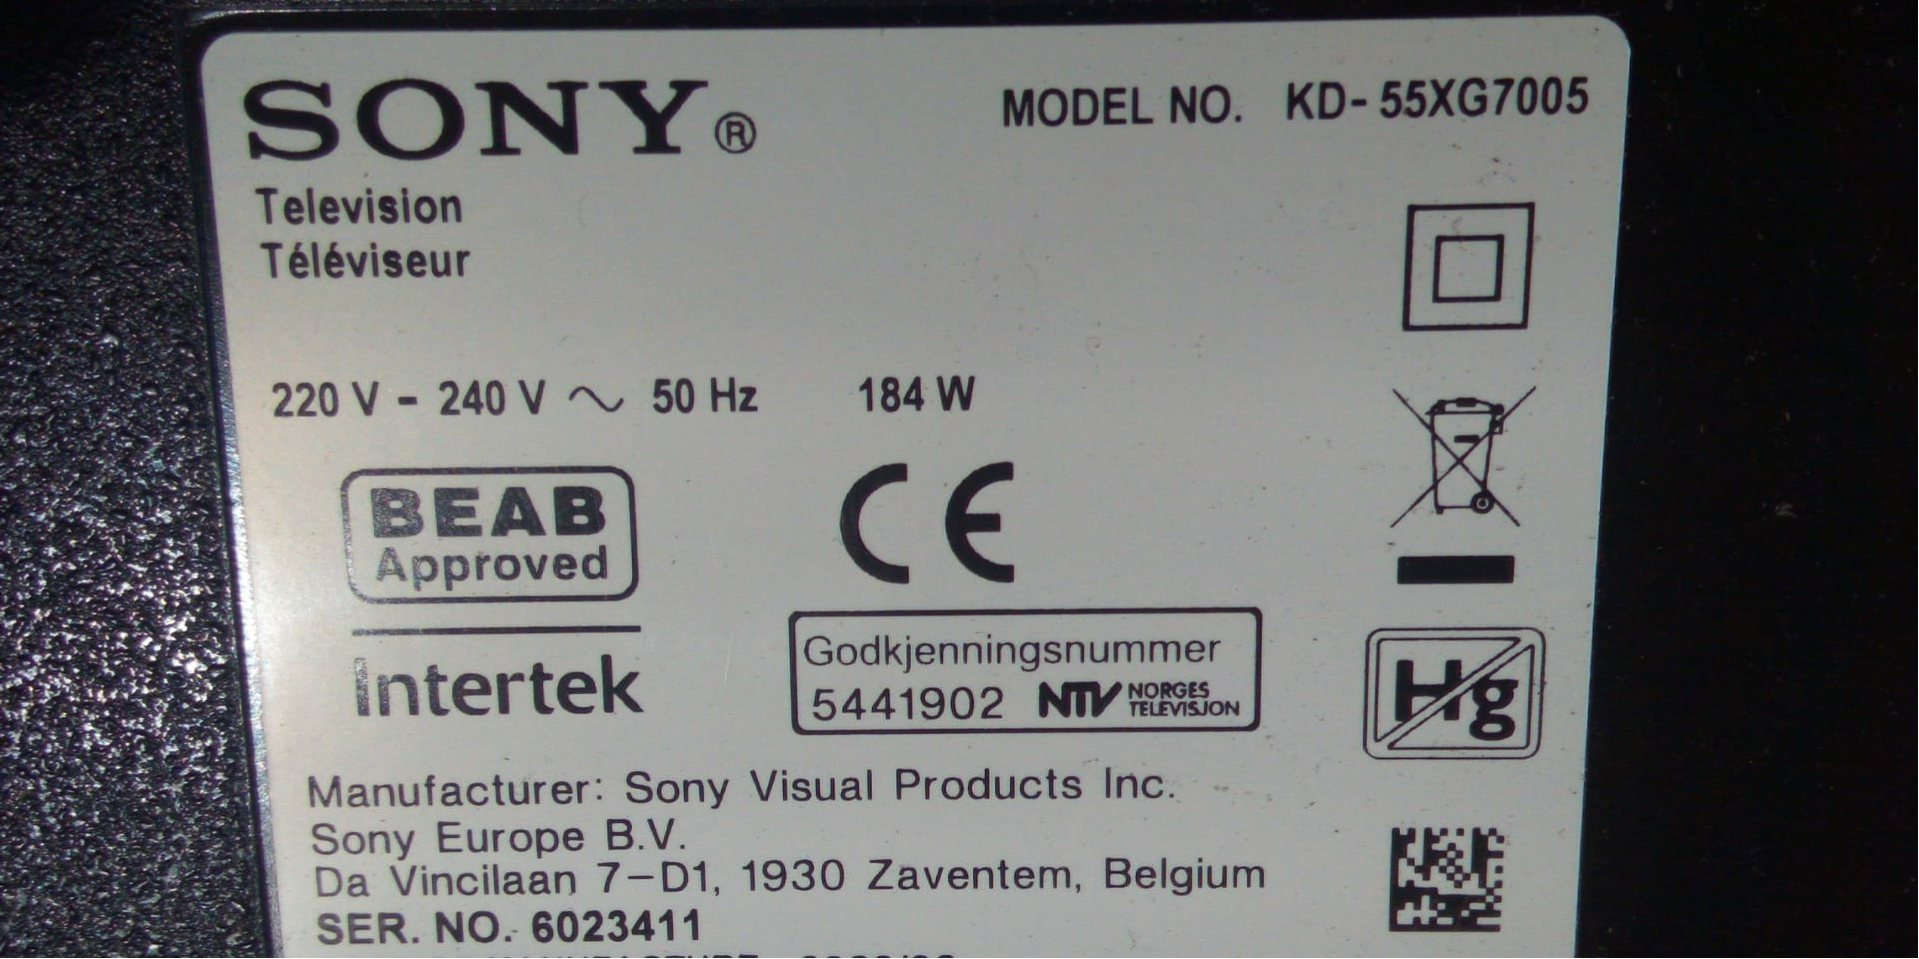 SONY®
MODEL NO. KD-55XG7005
Television
Téléviseur
220 V - 240 V ~ 50 Hz 184 W
BEAB
Approved
CE
Intertek
Godkjenningsnummer
5441902 NTV NORGES
TELEVISJON
Hg
Manufacturer: Sony Visual Products Inc.
Sony Europe B.V.
Da Vincilaan 7-D1, 1930 Zaventem, Belgium
SER. NO. 6023411